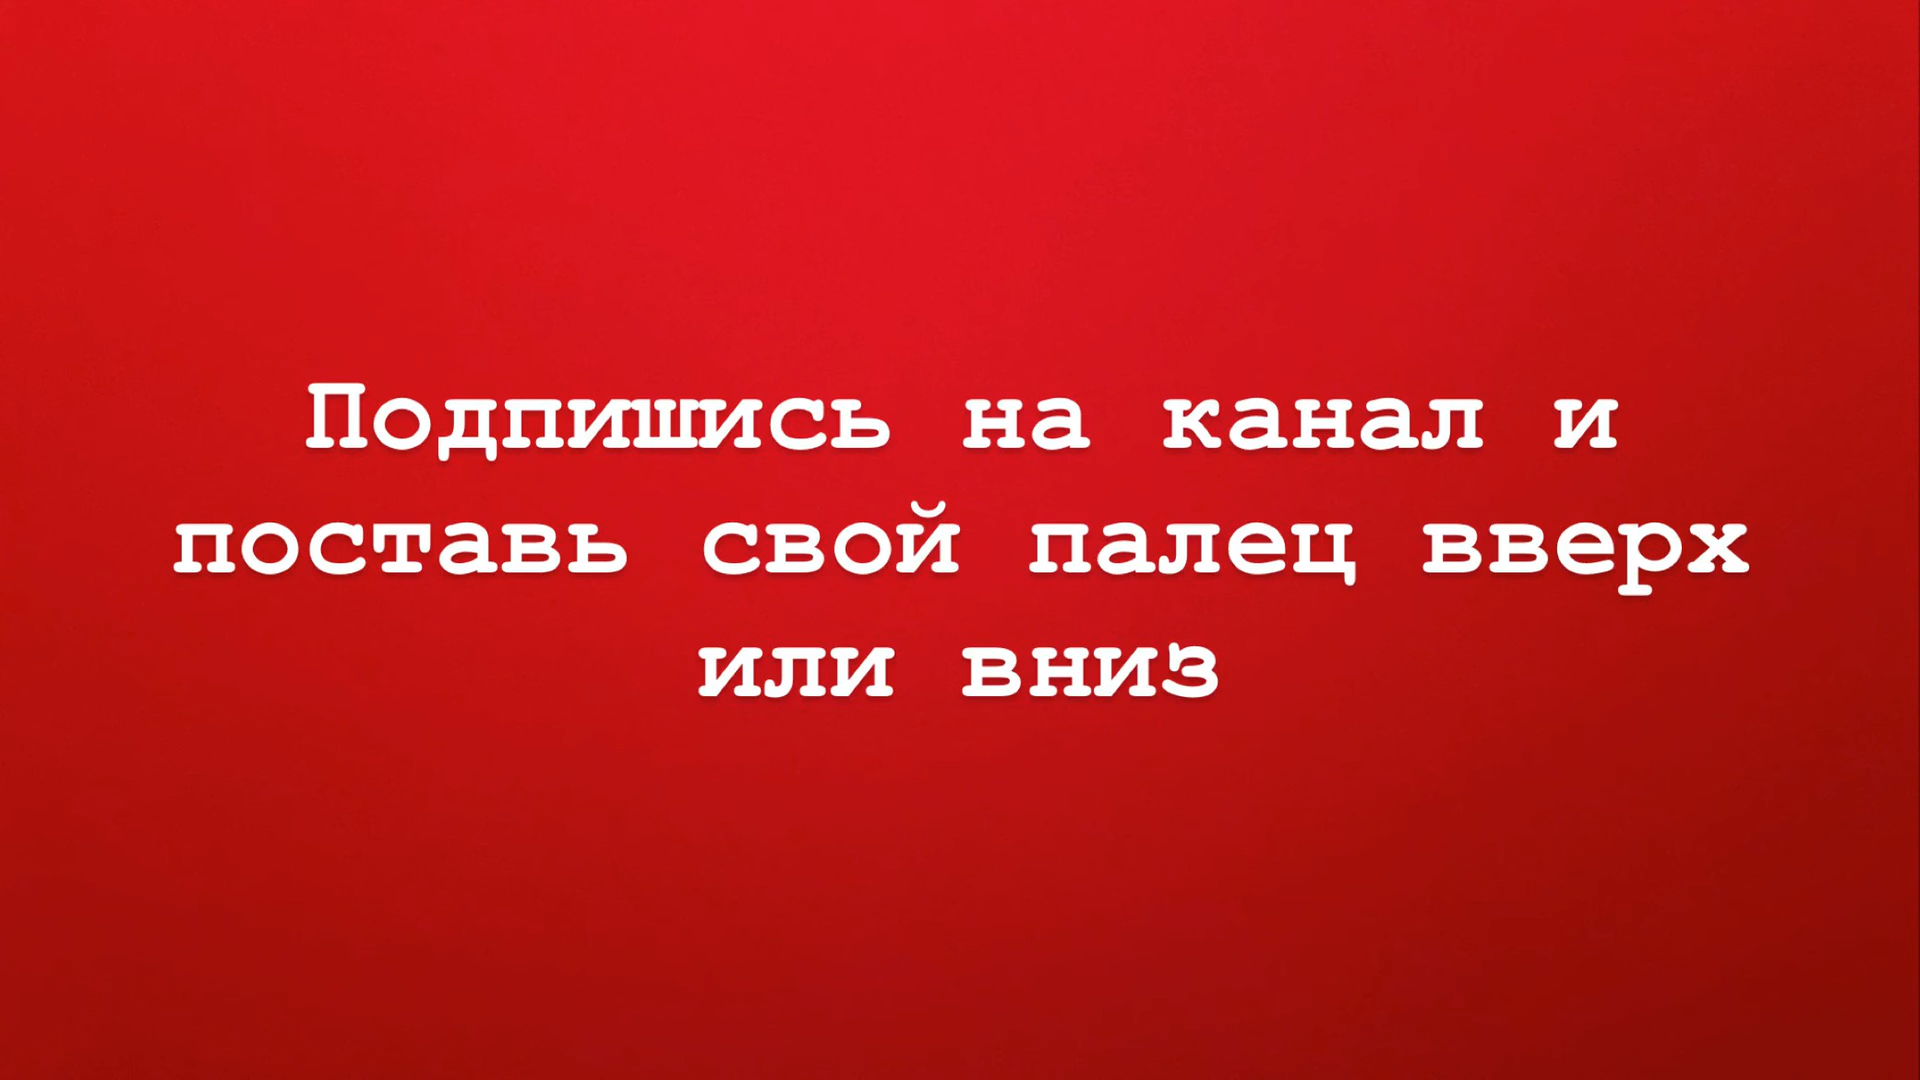 Подпишись на канал и
поставь свой палец вверх
или вниз